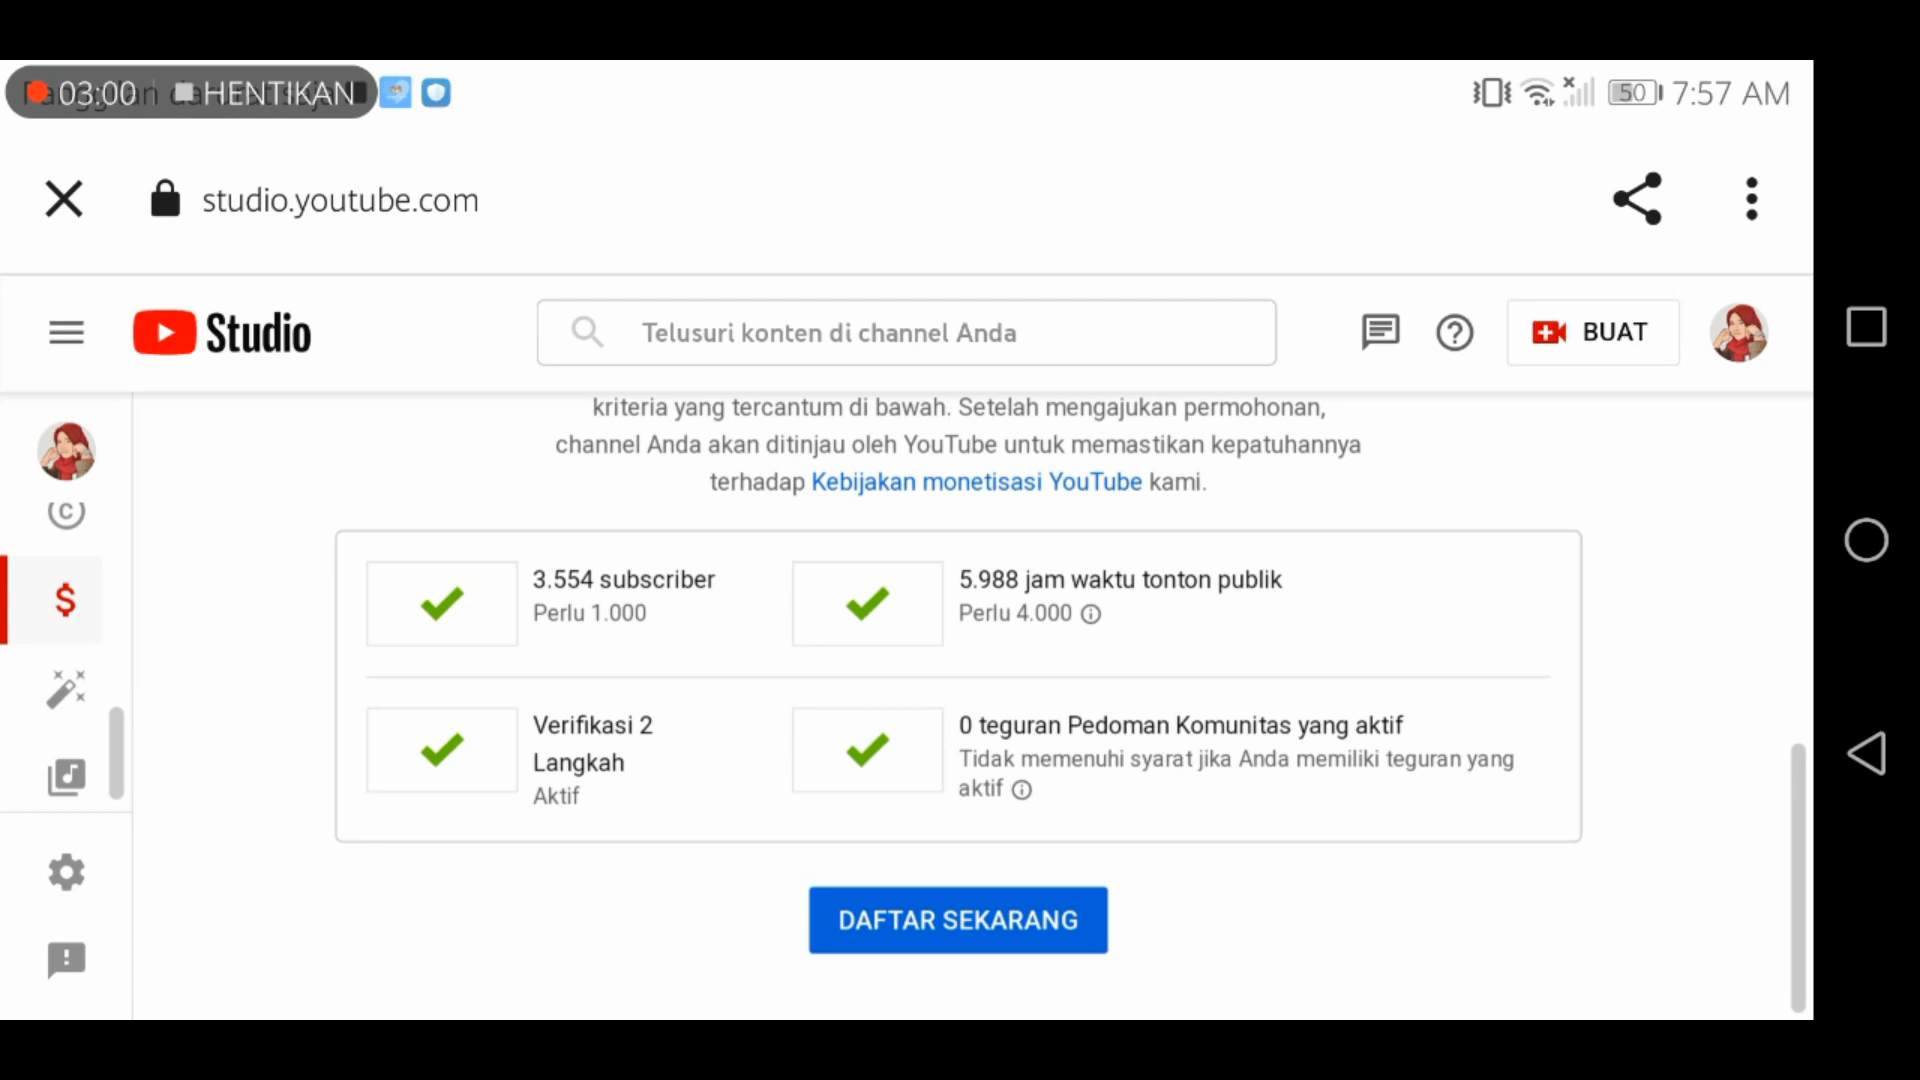 03:00 HENTIKAN
50 7:57 AM
studio.youtube.com
Studio
Telusuri konten di channel Anda
BUAT
kriteria yang tercantum di bawah. Setelah mengajukan permohonan,
channel Anda akan ditinjau oleh YouTube untuk memastikan kepatuhannya
terhadap Kebijakan monetisasi YouTube kami.
3.554 subscriber
Perlu 1.000
5.988 jam waktu tonton publik
Perlu 4.000
Verifikasi 2
Langkah
Aktif
0 teguran Pedoman Komunitas yang aktif
Tidak memenuhi syarat jika Anda memiliki teguran yang
aktif
DAFTAR SEKARANG